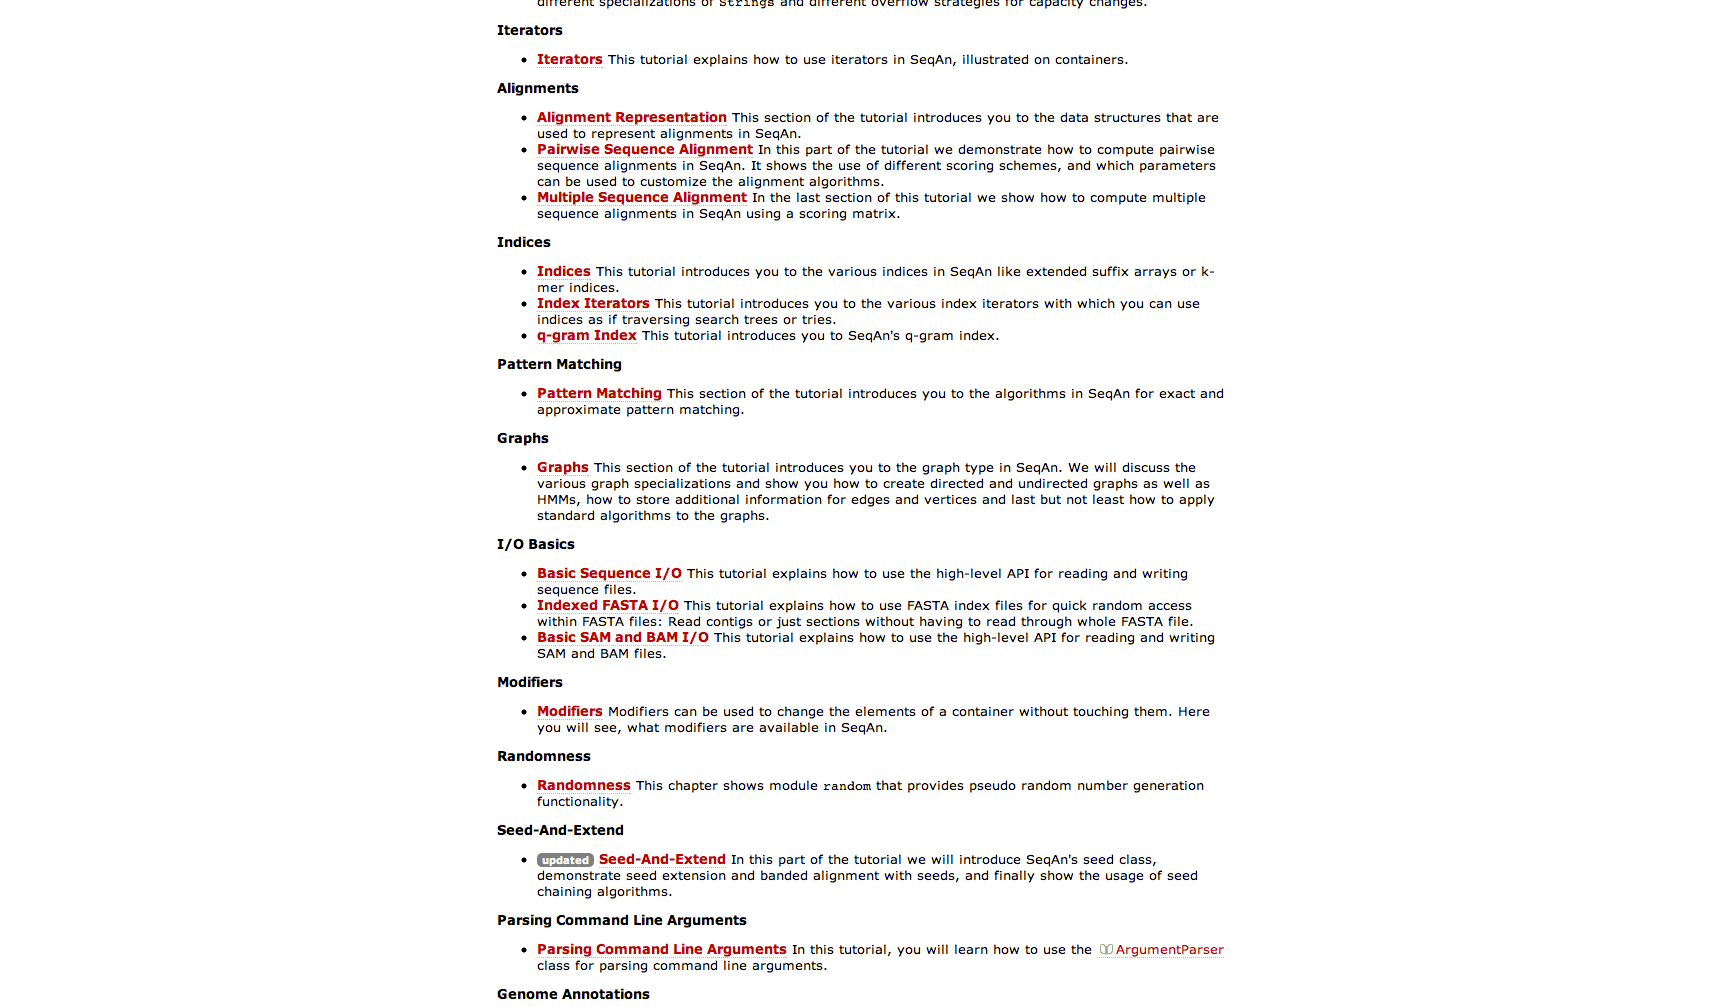 different specializations of Strings and different overflow strategies for capacity changes.
Iterators
Iterators This tutorial explains how to use iterators in SeqAn, illustrated on containers.
Alignments
Alignment Representation This section of the tutorial introduces you to the data structures that are
used to represent alignments in SeqAn.
Pairwise Sequence Alignment In this part of the tutorial we demonstrate how to compute pairwise
sequence alignments in SeqAn. It shows the use of different scoring schemes, and which parameters
can be used to customize the alignment algorithms.
Multiple Sequence Alignment In the last section of this tutorial we show how to compute multiple
sequence alignments in SeqAn using a scoring matrix.
Indices
Indices This tutorial introduces you to the various indices in SeqAn like extended suffix arrays or k-
mer indices.
Index Iterators This tutorial introduces you to the various index iterators with which you can use
indices as if traversing search trees or tries.
q-gram Index This tutorial introduces you to SeqAn's q-gram index.
Pattern Matching
Pattern Matching This section of the tutorial introduces you to the algorithms in SeqAn for exact and
approximate pattern matching.
Graphs
Graphs This section of the tutorial introduces you to the graph type in SeqAn. We will discuss the
various graph specializations and show you how to create directed and undirected graphs as well as
HMMs, how to store additional information for edges and vertices and last but not least how to apply
standard algorithms to the graphs.
I/O Basics
Basic Sequence I/O This tutorial explains how to use the high-level API for reading and writing
sequence files.
Indexed FASTA I/O This tutorial explains how to use FASTA index files for quick random access
within FASTA files: Read contigs or just sections without having to read through whole FASTA file.
Basic SAM and BAM I/O This tutorial explains how to use the high-level API for reading and writing
SAM and BAM files.
Modifiers
Modifiers Modifiers can be used to change the elements of a container without touching them. Here
you will see, what modifiers are available in SeqAn.
Randomness
Randomness This chapter shows module random that provides pseudo random number generation
functionality.
Seed-And-Extend
updated Seed-And-Extend In this part of the tutorial we will introduce SeqAn's seed class,
demonstrate seed extension and banded alignment with seeds, and finally show the usage of seed
chaining algorithms.
Parsing Command Line Arguments
Parsing Command Line Arguments In this tutorial, you will learn how to use the ArgumentParser
class for parsing command line arguments.
Genome Annotations